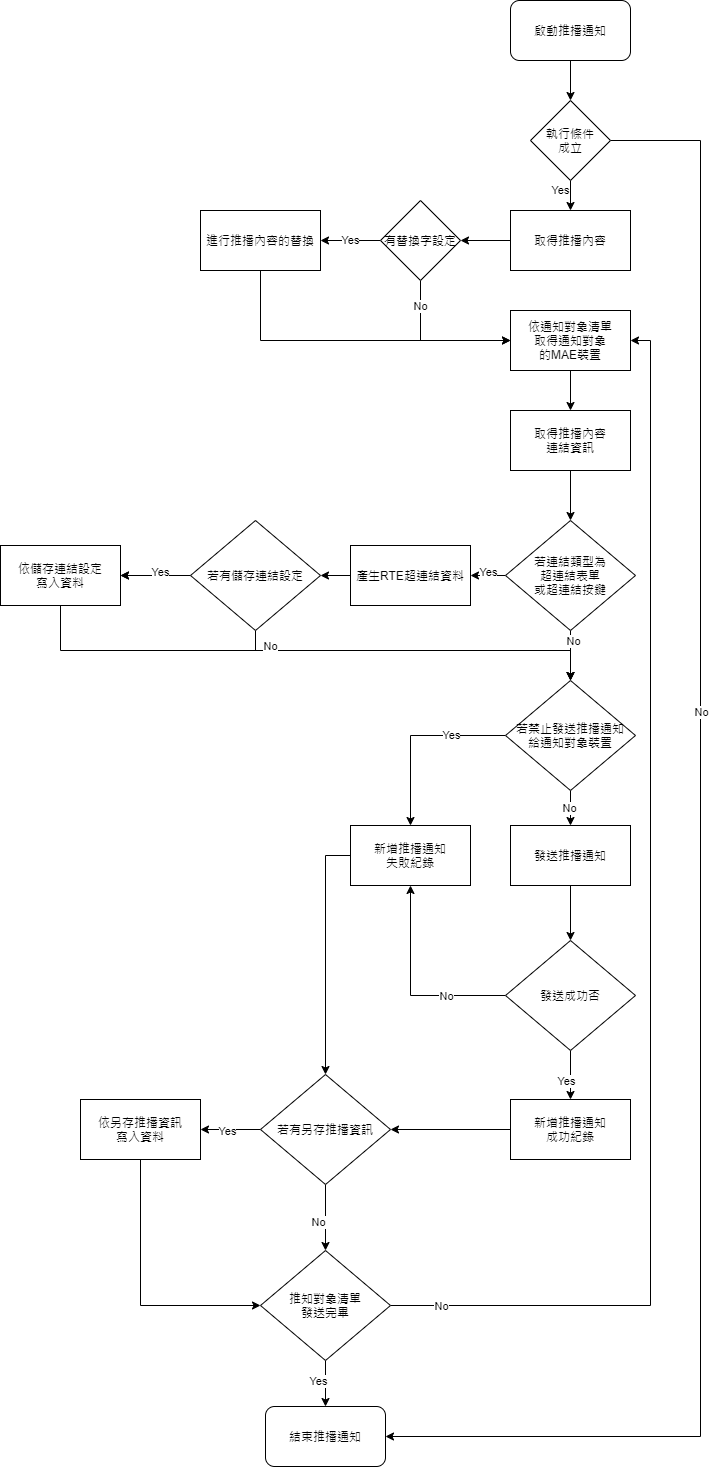 啟動推播通知
執行條件
成立
Yes
進行推播內容的替換
Yes
有替換字設定
取得推播內容
No
依通知對象清單
取得通知對象
的MAE裝置
取得推播內容
連結資訊
依儲存連結設定
寫入資料
Yes
若有儲存連結設定
產生RTE超連結資料
Yes
若連結類型為
超連結表單
或超連結按鍵
No
No
No
若禁止發送推播通知
給通知對象裝置
Yes
No
新增推播通知
失敗紀錄
發送推播通知
發送成功否
No
Yes
依另存推播資訊
寫入資料
Yes
若有另存推播資訊
新增推播通知
成功紀錄
No
推知對象清單
發送完畢
No
Yes
結束推播通知